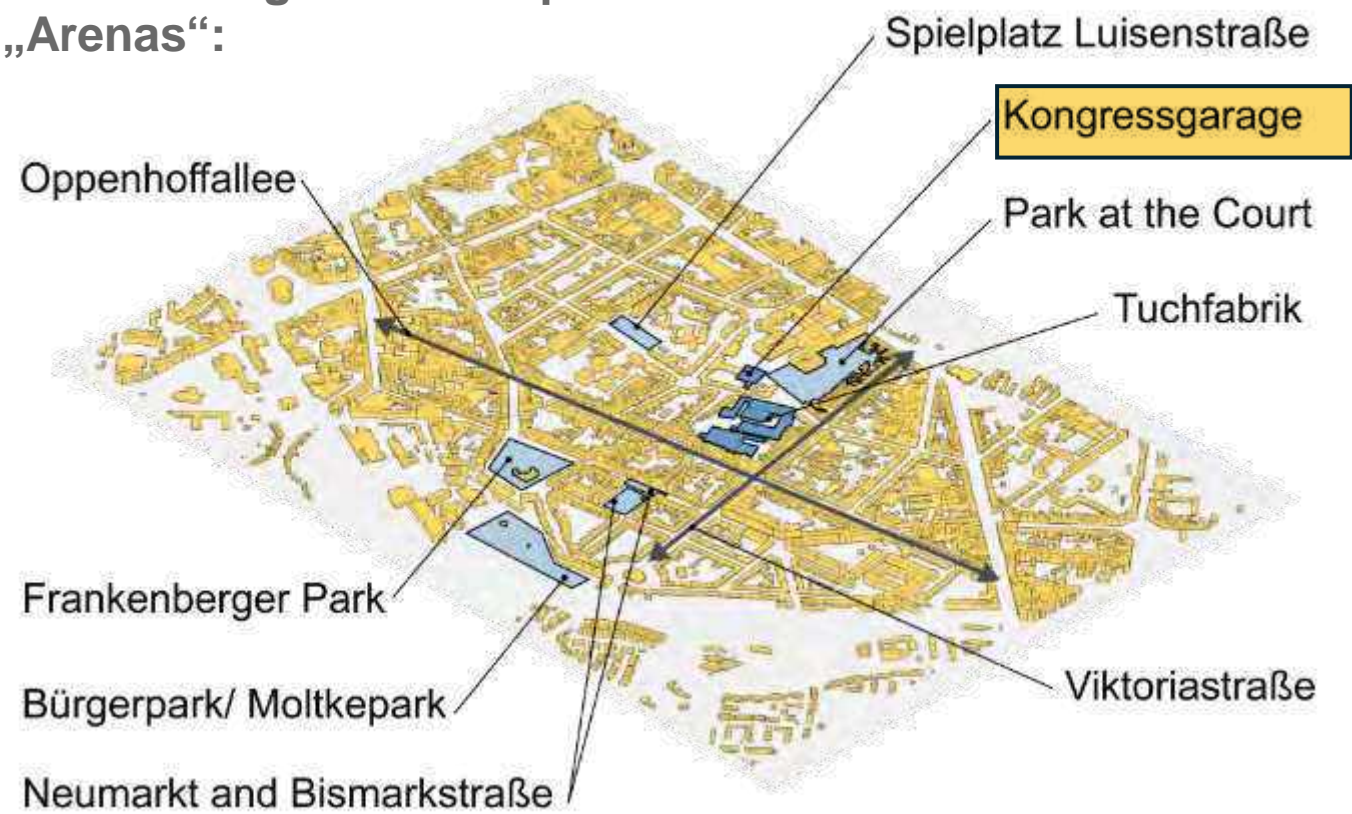 „Arenas“:
Spielplatz Luisenstraße
Kongressgarage
Oppenhoffallee
Park at the Court
Tuchfabrik
Frankenberger Park
Viktoriastraße
Bürgerpark/ Moltkepark
Neumarkt and Bismarkstraße